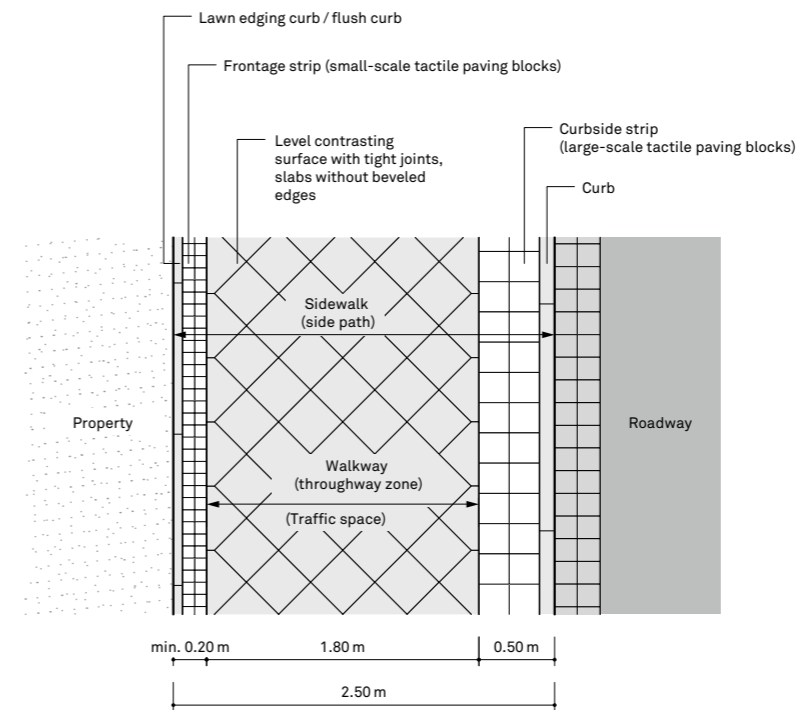 Lawn edging curb / flush curb
Frontage strip (small-scale tactile paving blocks)
Level contrasting
surface with tight joints,
slabs without beveled
edges
Curbside strip
(large-scale tactile paving blocks)
Curb
Sidewalk
(side path)
Property
Roadway
Walkway
(throughway zone)
(Traffic space)
min. 0.20 m
1.80 m
0.50 m
2.50 m